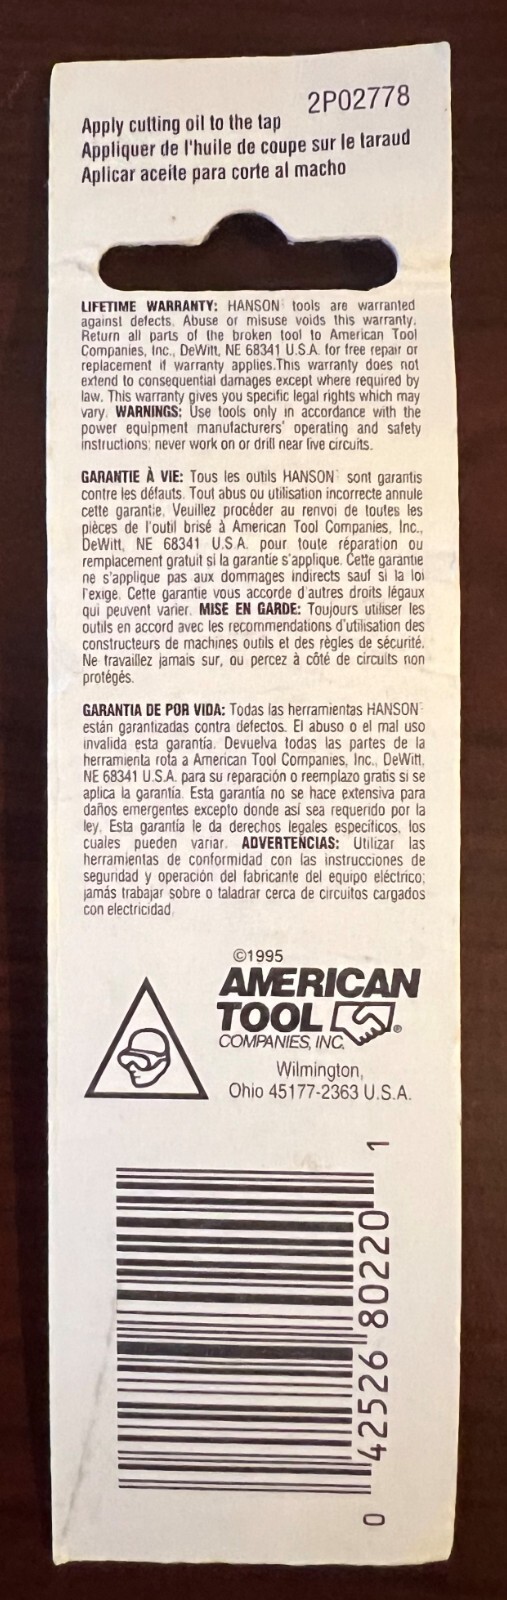 2P02778
Apply cutting oil to the tap
Appliquer de l'huile de coupe sur le taraud
Aplicar aceite para corte al macho
LIFETIME WARRANTY: HANSON tools are warranted
against defects. Abuse or misuse voids this warranty.
Return all parts of the broken tool to American Tool
Companies, Inc., DeWitt, NE 68341 U.S.A. for free repair or
replacement if warranty applies.This warranty does not
extend to consequential damages except where required by
law. This warranty gives you specific legal rights which may
vary. WARNINGS: Use tools only in accordance with the
power equipment manufacturers' operating and safety
instructions; never work on or drill near live circuits.
GARANTIE À VIE: Tous les outils HANSON sont garantis
contre les défauts. Tout abus ou utilisation incorrecte annule
cette garantie. Veuillez procéder au renvoi de toutes les
pièces de l'outil brisé à American Tool Companies, Inc.,
DeWitt, NE 68341 U.S.A. pour toute réparation ou
remplacement gratuit si la garantie s'applique. Cette garantie
ne s'applique pas aux dommages indirects sauf si la loi
l'exige. Cette garantie vous accorde d'autres droits légaux
qui peuvent varier. MISE EN GARDE: Toujours utiliser les
outils en accord avec les recommendations d'utilisation des
constructeurs de machines outils et des règles de sécurité.
Ne travaillez jamais sur, ou percez à côté de circuits non
protégés.
GARANTIA DE POR VIDA: Todas las herramientas HANSON
están garantizadas contra defectos. El abuso o el mal uso
invalida esta garantía. Devuelva todas las partes de la
herramienta rota a American Tool Companies, Inc., DeWitt,
NE 68341 U.S.A. para su reparación o reemplazo gratis si se
aplica la garantía. Esta garantía no se hace extensiva para
daños emergentes excepto donde así sea requerido por la
ley. Esta garantía le da derechos legales específicos, los
cuales pueden variar. ADVERTENCIAS: Utilizar las
herramientas de conformidad con las instrucciones de
seguridad y operación del fabricante del equipo eléctrico;
jamás trabajar sobre o taladrar cerca de circuitos cargados
con electricidad.
©1995
AMERICAN
TOOL ®
COMPANIES, INC.
Wilmington,
Ohio 45177-2363 U.S.A.
0 42526 80220 1